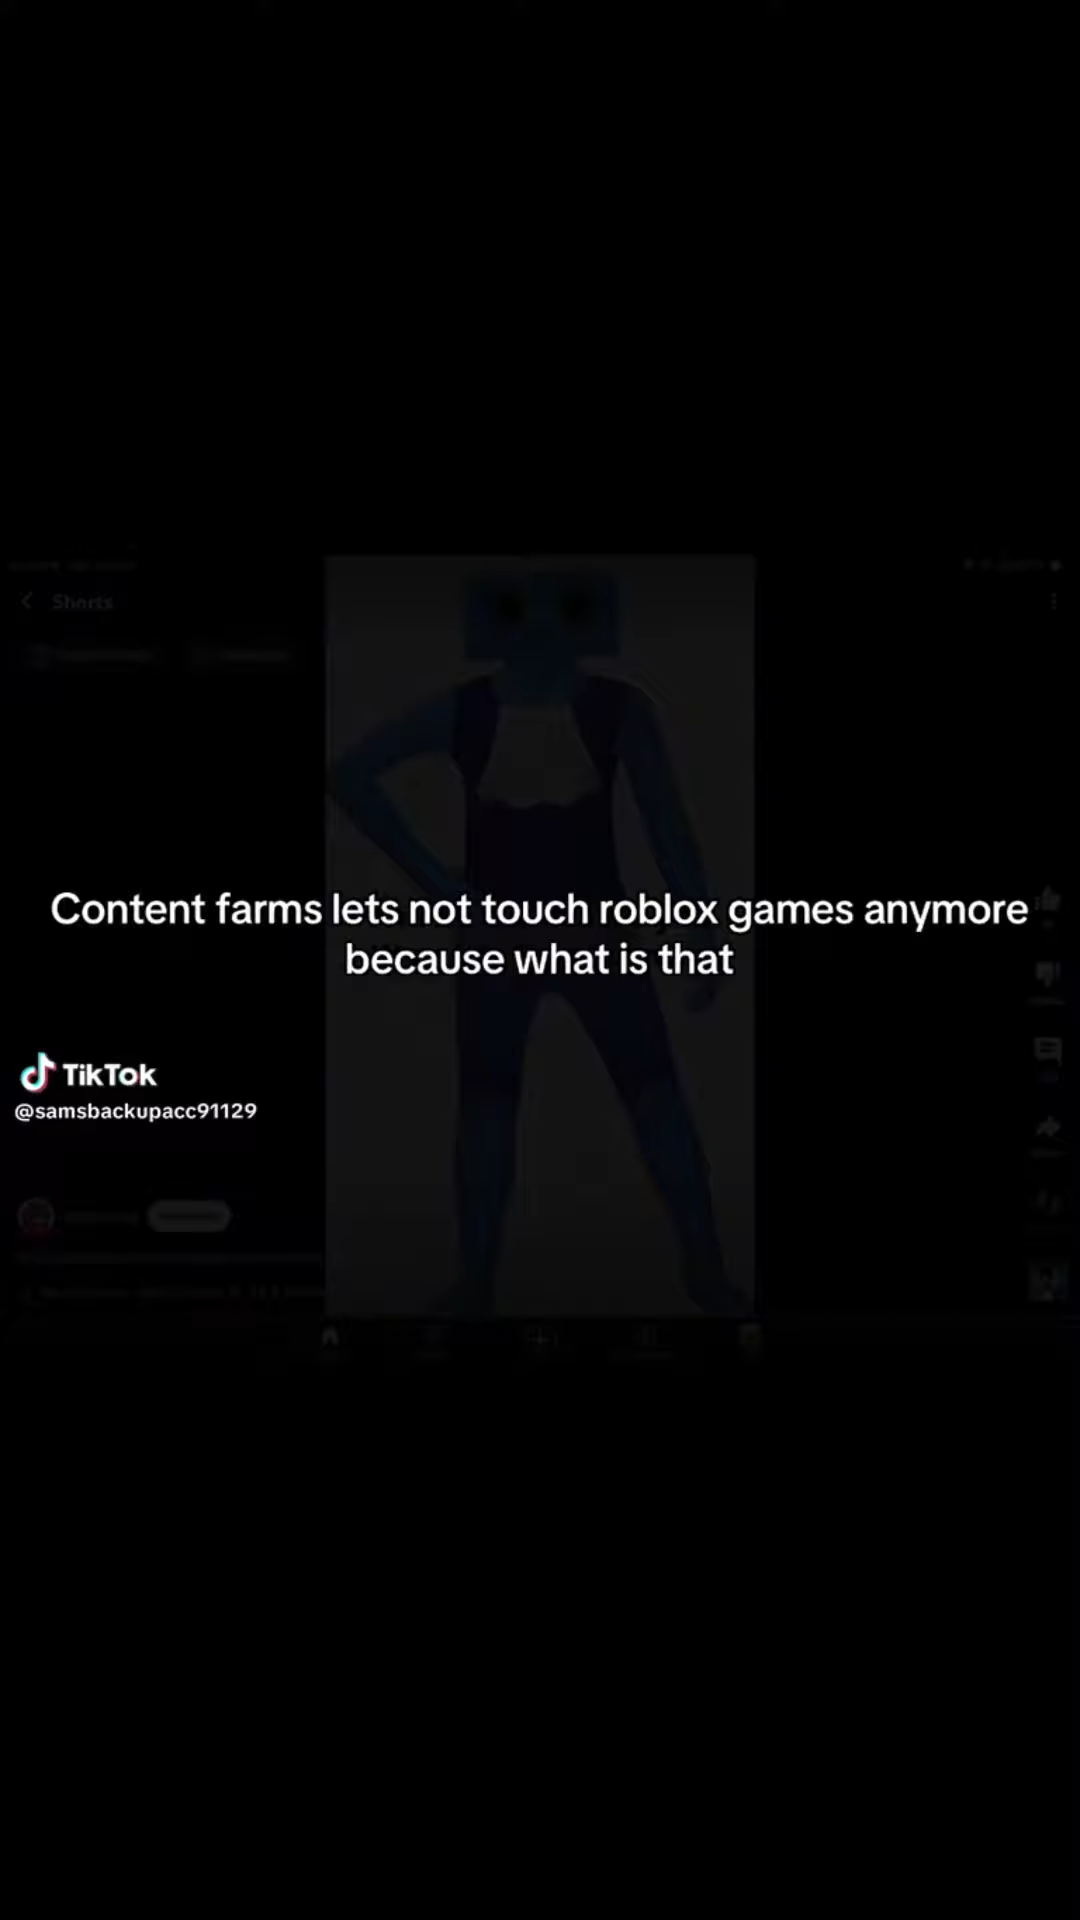 Shorts
Content farms lets not touch roblox games anymore
because what is that
TikTok
@samsbackupacc91129